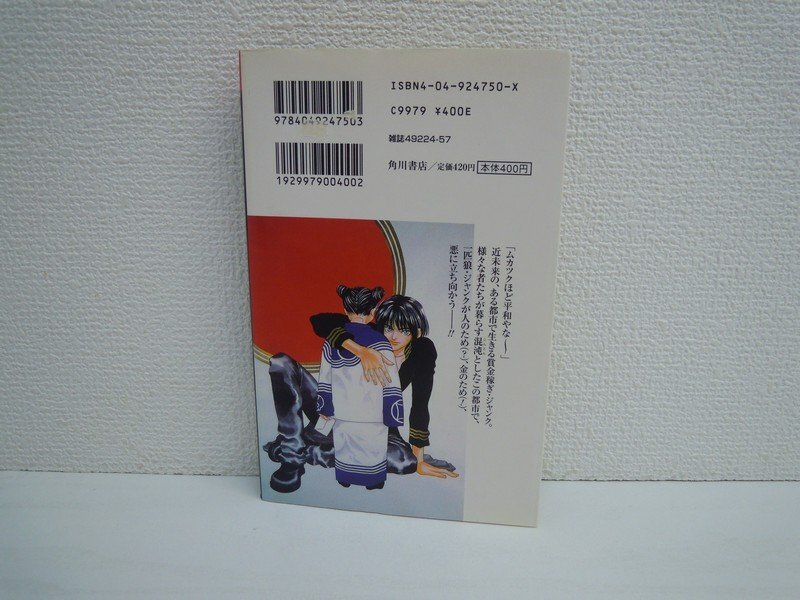 ISBN4-04-924750-X
C9979 ¥400E
9784049247503
雑誌49224-57
1929979004002
角川書店/定価420円 本体400円
「ムカツクほど平和やな〜」
近未来の、ある都市で生きる賞金稼ぎ・ジャンク。
様々な者たちが暮らす混沌としたこの都市で、
一匹狼・ジャンクが人のため(?)、金のため(?)、
悪に立ち向かう——!!